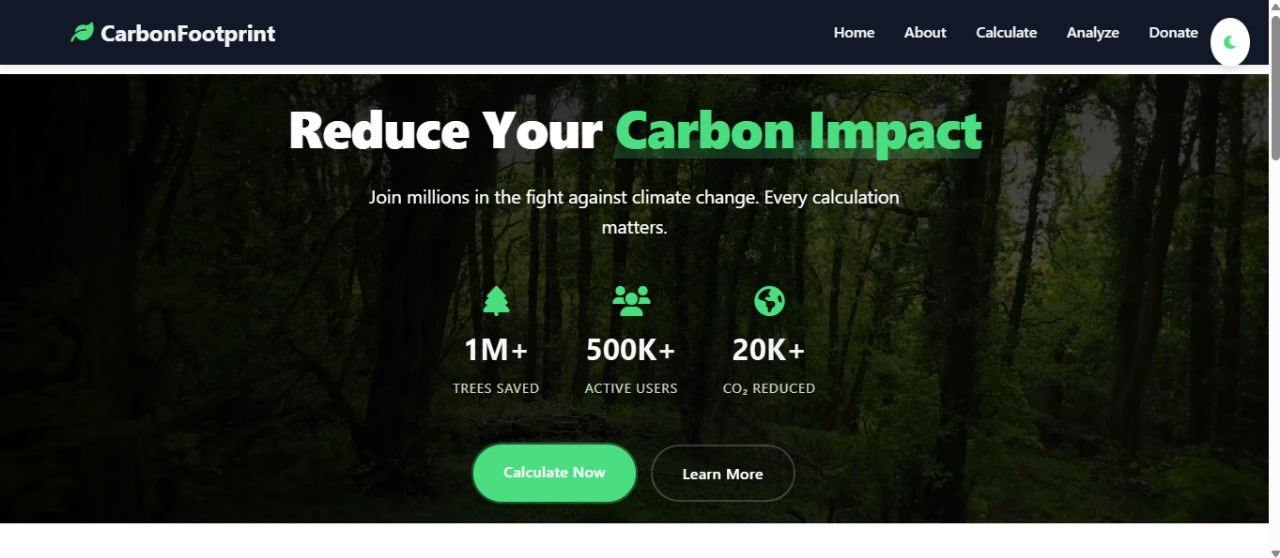 CarbonFootprint
Home About Calculate Analyze Donate
Reduce Your Carbon Impact
Join millions in the fight against climate change. Every calculation
matters.
1M+ 500K+ 20K+
TREES SAVED ACTIVE USERS CO₂ REDUCED
Calculate Now Learn More